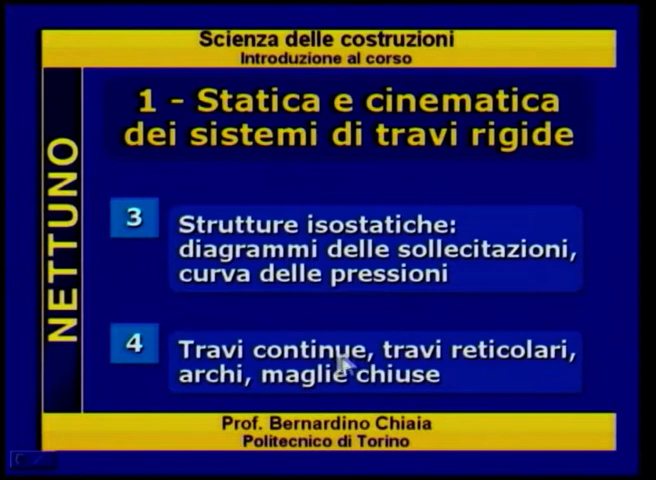 Scienza delle costruzioni
Introduzione al corso
NETTUNO
1 - Statica e cinematica
dei sistemi di travi rigide
3
Strutture isostatiche:
diagrammi delle sollecitazioni,
curva delle pressioni
4
Travi continue, travi reticolari,
archi, maglie chiuse
Prof. Bernardino Chiaia
Politecnico di Torino